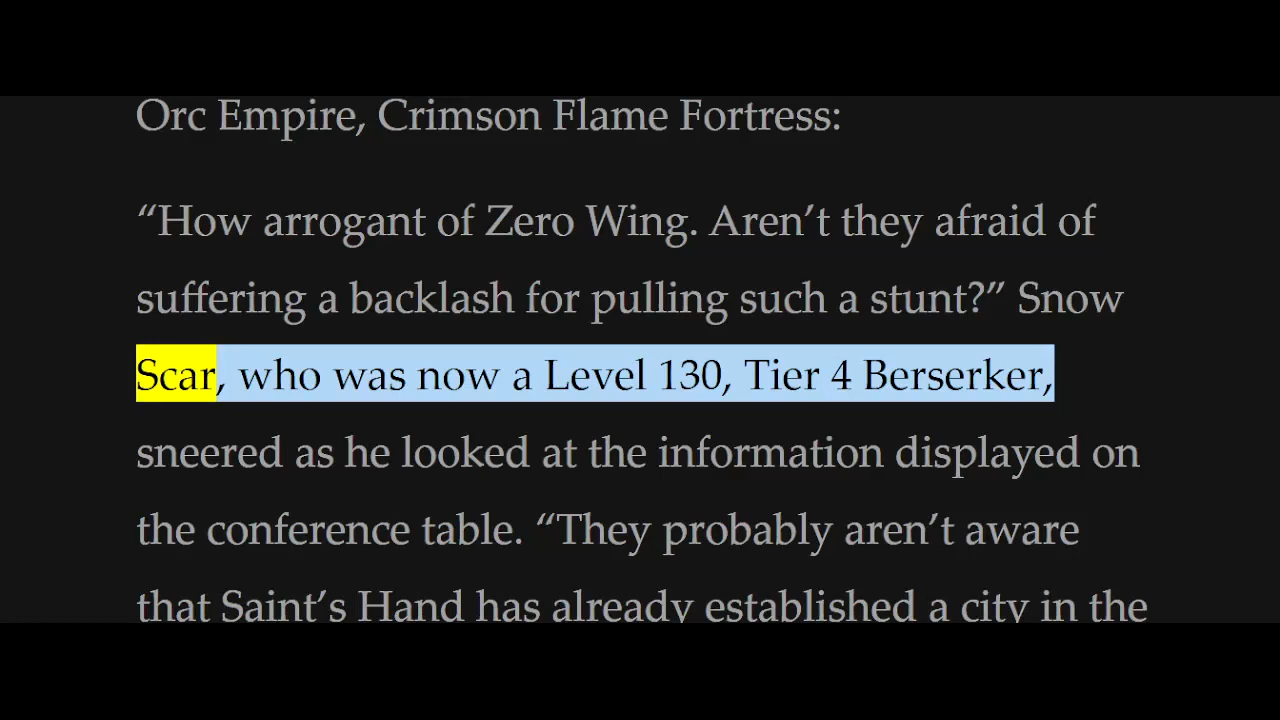 Orc Empire, Crimson Flame Fortress:
“How arrogant of Zero Wing. Aren’t they afraid of
suffering a backlash for pulling such a stunt?” Snow
Scar, who was now a Level 130, Tier 4 Berserker,
sneered as he looked at the information displayed on
the conference table. “They probably aren’t aware
that Saint’s Hand has already established a city in the